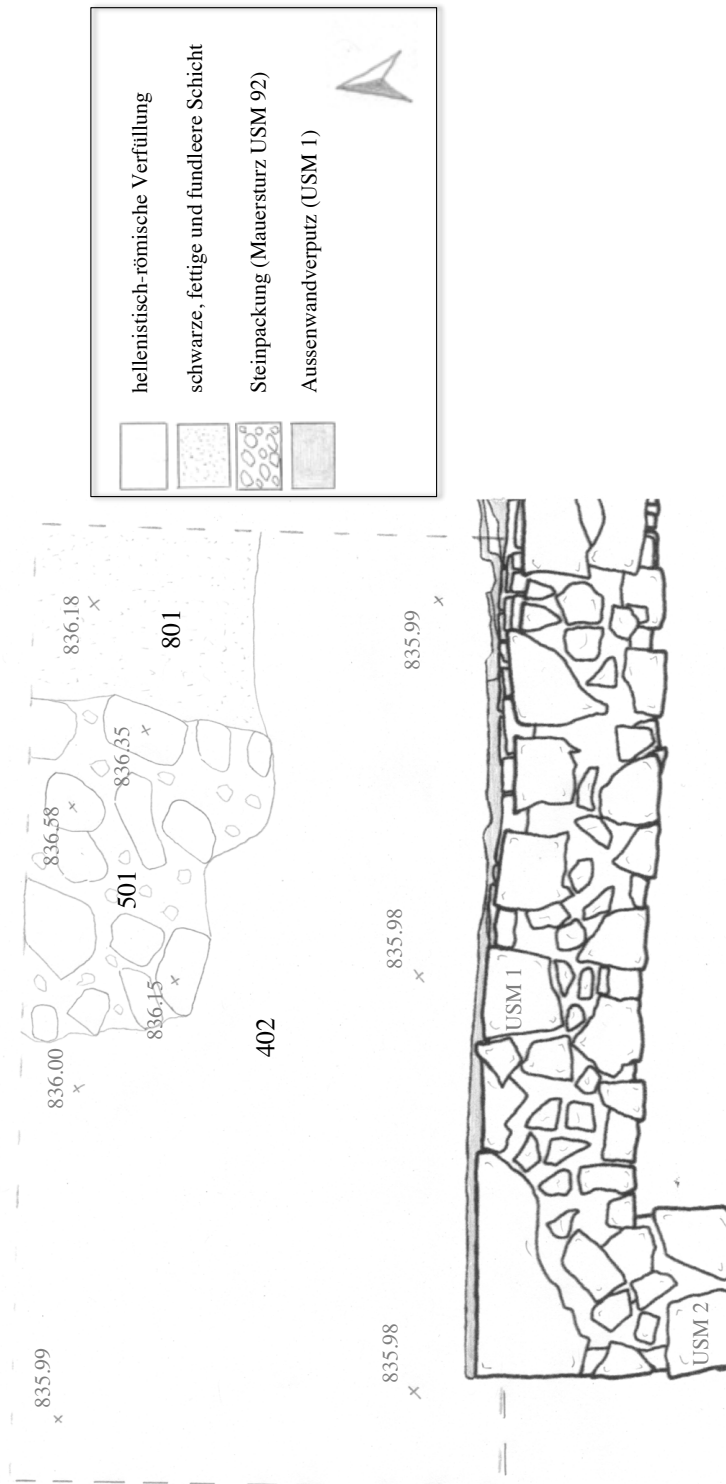 hellenistisch-römische Verfüllung
schwarze, fettige und fundleere Schicht
Steinpackung (Mauersturz USM 92)
Aussenwandverputz (USM 1)
835.99
836.00
836.15
501
836.58
836.35
836.18
801
402
835.98
835.98
835.99
USM 1
USM 2